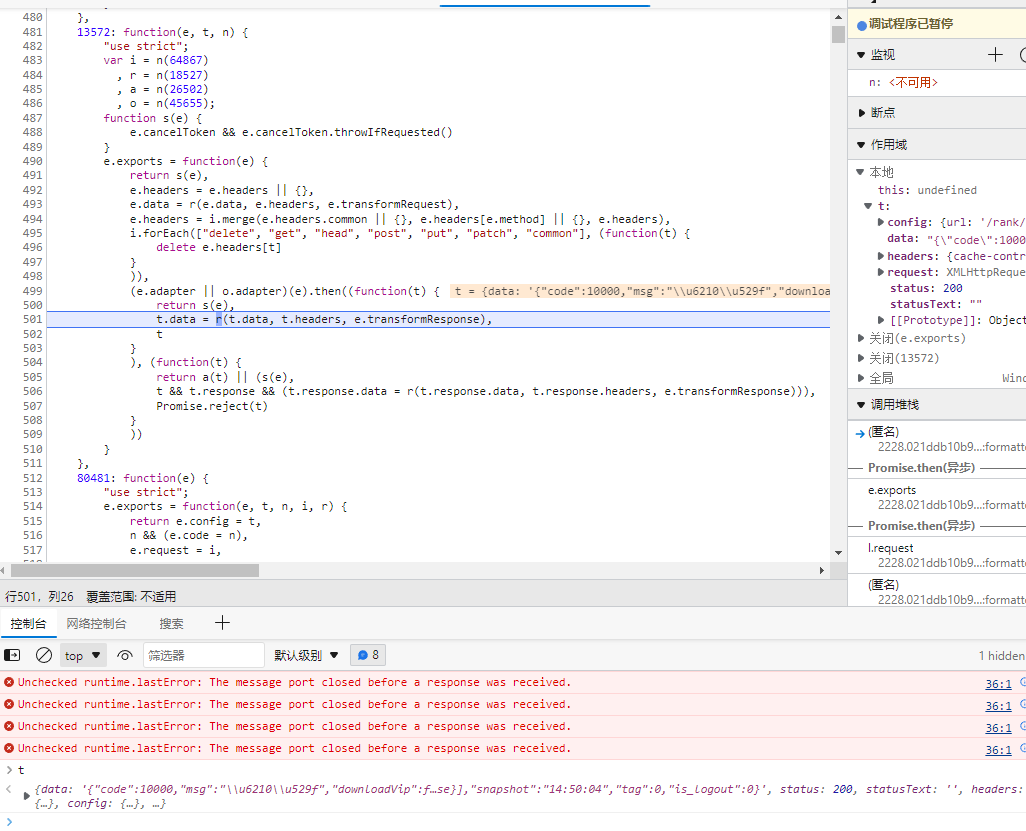 480 },
481 13572: function(e, t, n) {
482 "use strict";
483 var i = n(64867)
484 , r = n(18527)
485 , a = n(26502)
486 , o = n(45655);
487 function s(e) {
488 e.cancelToken && e.cancelToken.throwIfRequested()
489 }
490 e.exports = function(e) {
491 return s(e),
492 e.headers = e.headers || {},
493 e.data = r(e.data, e.headers, e.transformRequest),
494 e.headers = i.merge(e.headers.common || {}, e.headers[e.method] || {}, e.headers),
495 i.forEach(["delete", "get", "head", "post", "put", "patch", "common"], (function(t) {
496 delete e.headers[t]
497 }
498 )),
499 (e.adapter || o.adapter)(e).then((function(t) { t = {data: '{"code":10000,"msg":"\\u6210\\u529f","downloa
500 return s(e),
501 t.data = r(t.data, t.headers, e.transformResponse),
502 t
503 }
504 ), (function(t) {
505 return a(t) || (s(e),
506 t && t.response && (t.response.data = r(t.response.data, t.response.headers, e.transformResponse))),
507 Promise.reject(t)
508 }
509 ))
510 }
511 },
512 80481: function(e) {
513 "use strict";
514 e.exports = function(e, t, n, i, r) {
515 return e.config = t,
516 n && (e.code = n),
517 e.request = i,
行501，列26 覆盖范围: 不适用
调试程序已暂停
监视
n: <不可用>
断点
作用域
本地
this: undefined
t:
config: {url: '/rank/
data: "{\"code\":1000
headers: {cache-contr
request: XMLHttpReque
status: 200
statusText: ""
[[Prototype]]: Object
关闭(e.exports)
关闭(13572)
全局 Winc
调用堆栈
(匿名)
2228.021ddb10b9…:formatte
Promise.then(异步)
e.exports
2228.021ddb10b9…:formatte
Promise.then(异步)
l.request
2228.021ddb10b9…:formatte
(匿名)
2228.021ddb10b9…:formatte
控制台 网络控制台 搜索
top 筛选器 默认级别 8 1 hidden
Unchecked runtime.lastError: The message port closed before a response was received. 36:1
Unchecked runtime.lastError: The message port closed before a response was received. 36:1
Unchecked runtime.lastError: The message port closed before a response was received. 36:1
Unchecked runtime.lastError: The message port closed before a response was received. 36:1
t
{data: '{"code":10000,"msg":"\\u6210\\u529f","downloadVip":f…se}],"snapshot":"14:50:04","tag":0,"is_logout":0}', status: 200, statusText: '', headers:
{…}, config: {…}, …}